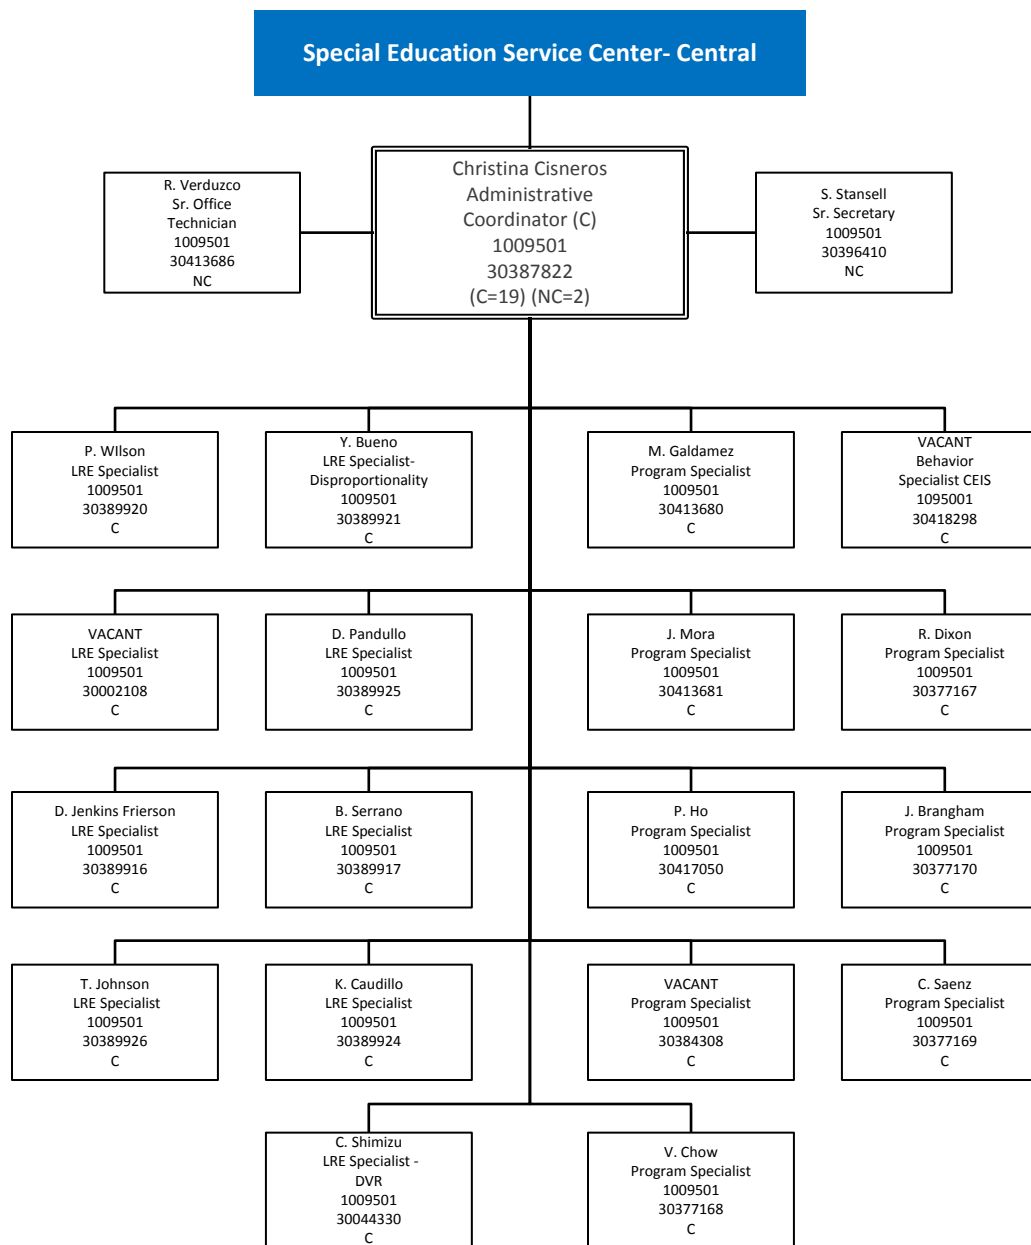 Special Education Service Center- Central
R. Verduzco
Sr. Office
Technician
1009501
30413686
NC
Christina Cisneros
Administrative
Coordinator (C)
1009501
30387822
(C=19) (NC=2)
S. Stansell
Sr. Secretary
1009501
30396410
NC
P. WIlson
LRE Specialist
1009501
30389920
C
Y. Bueno
LRE Specialist-
Disproportionality
1009501
30389921
C
M. Galdamez
Program Specialist
1009501
30413680
C
VACANT
Behavior
Specialist CEIS
1095001
30418298
C
VACANT
LRE Specialist
1009501
30002108
C
D. Pandullo
LRE Specialist
1009501
30389925
C
J. Mora
Program Specialist
1009501
30413681
C
R. Dixon
Program Specialist
1009501
30377167
C
D. Jenkins Frierson
LRE Specialist
1009501
30389916
C
B. Serrano
LRE Specialist
1009501
30389917
C
P. Ho
Program Specialist
1009501
30417050
C
J. Brangham
Program Specialist
1009501
30377170
C
T. Johnson
LRE Specialist
1009501
30389926
C
K. Caudillo
LRE Specialist
1009501
30389924
C
VACANT
Program Specialist
1009501
30384308
C
C. Saenz
Program Specialist
1009501
30377169
C
C. Shimizu
LRE Specialist -
DVR
1009501
30044330
C
V. Chow
Program Specialist
1009501
30377168
C